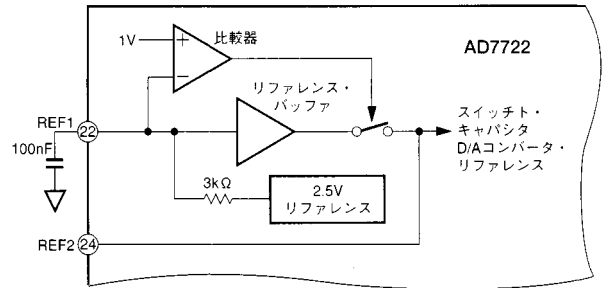 1V
+
−
比較器
AD7722
リファレンス・
バッファ
REF1
22
100nF
スイッチト・
キャパシタ
D/Aコンバータ・
リファレンス
3kΩ
2.5V
リファレンス
REF2
24